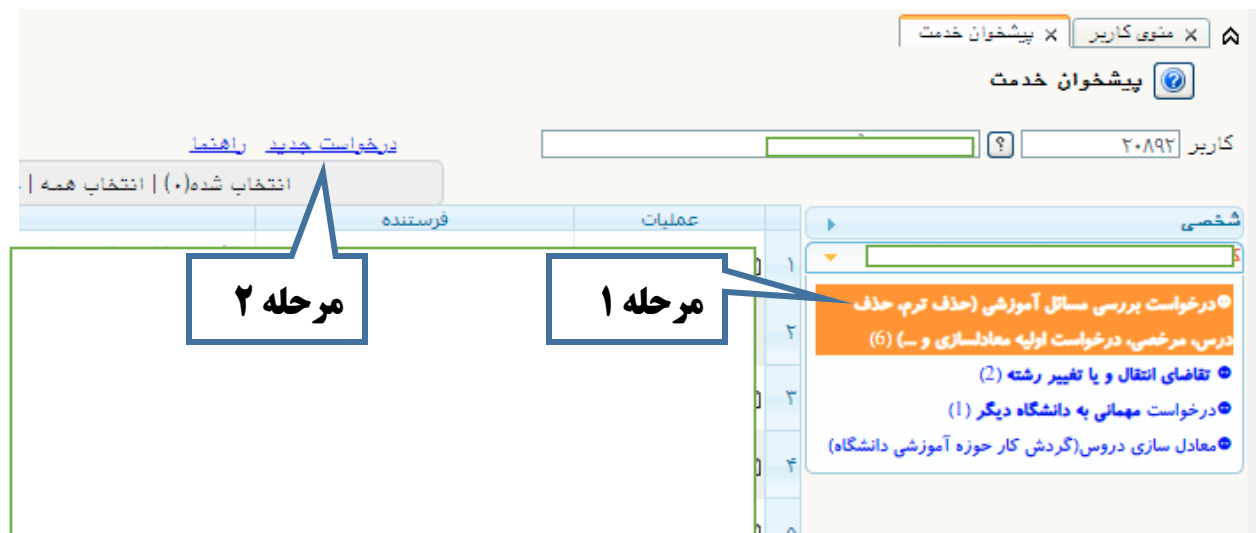 منوی کاربر × پیشخوان خدمت ×
پیشخوان خدمت
کاربر ۲۰۸۹۲ ؟
درخواست جدید راهنما
انتخاب شده(۰) | انتخاب همه |
شخصی
عملیات فرستنده
۱
۲
۳
۴
۵
درخواست بررسی مسائل آموزشی (حذف ترم، حذف
درس، مرخصی، درخواست اولیه معادلسازی و ...) (6)
تقاضای انتقال و یا تغییر رشته (2)
درخواست مهمانی به دانشگاه دیگر (1)
معادل سازی دروس(گردش کار حوزه آموزشی دانشگاه)
مرحله ۱
مرحله ۲